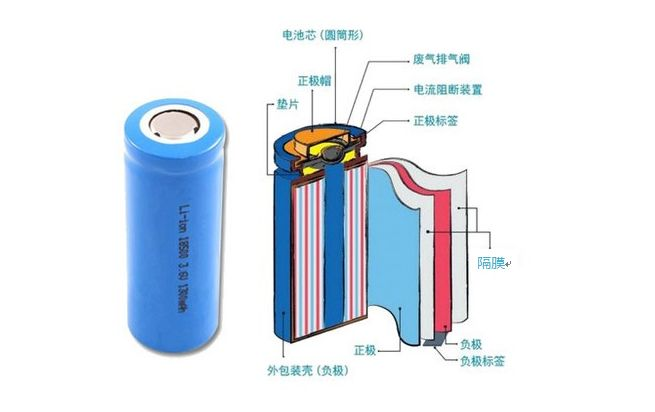 电池芯(圆筒形)
废气排气阀
正极帽
电流阻断装置
垫片
正极标签
Li-ion 18500 3.6V 1300mAh
隔膜
正极
负极
外包装壳(负极)
负极标签